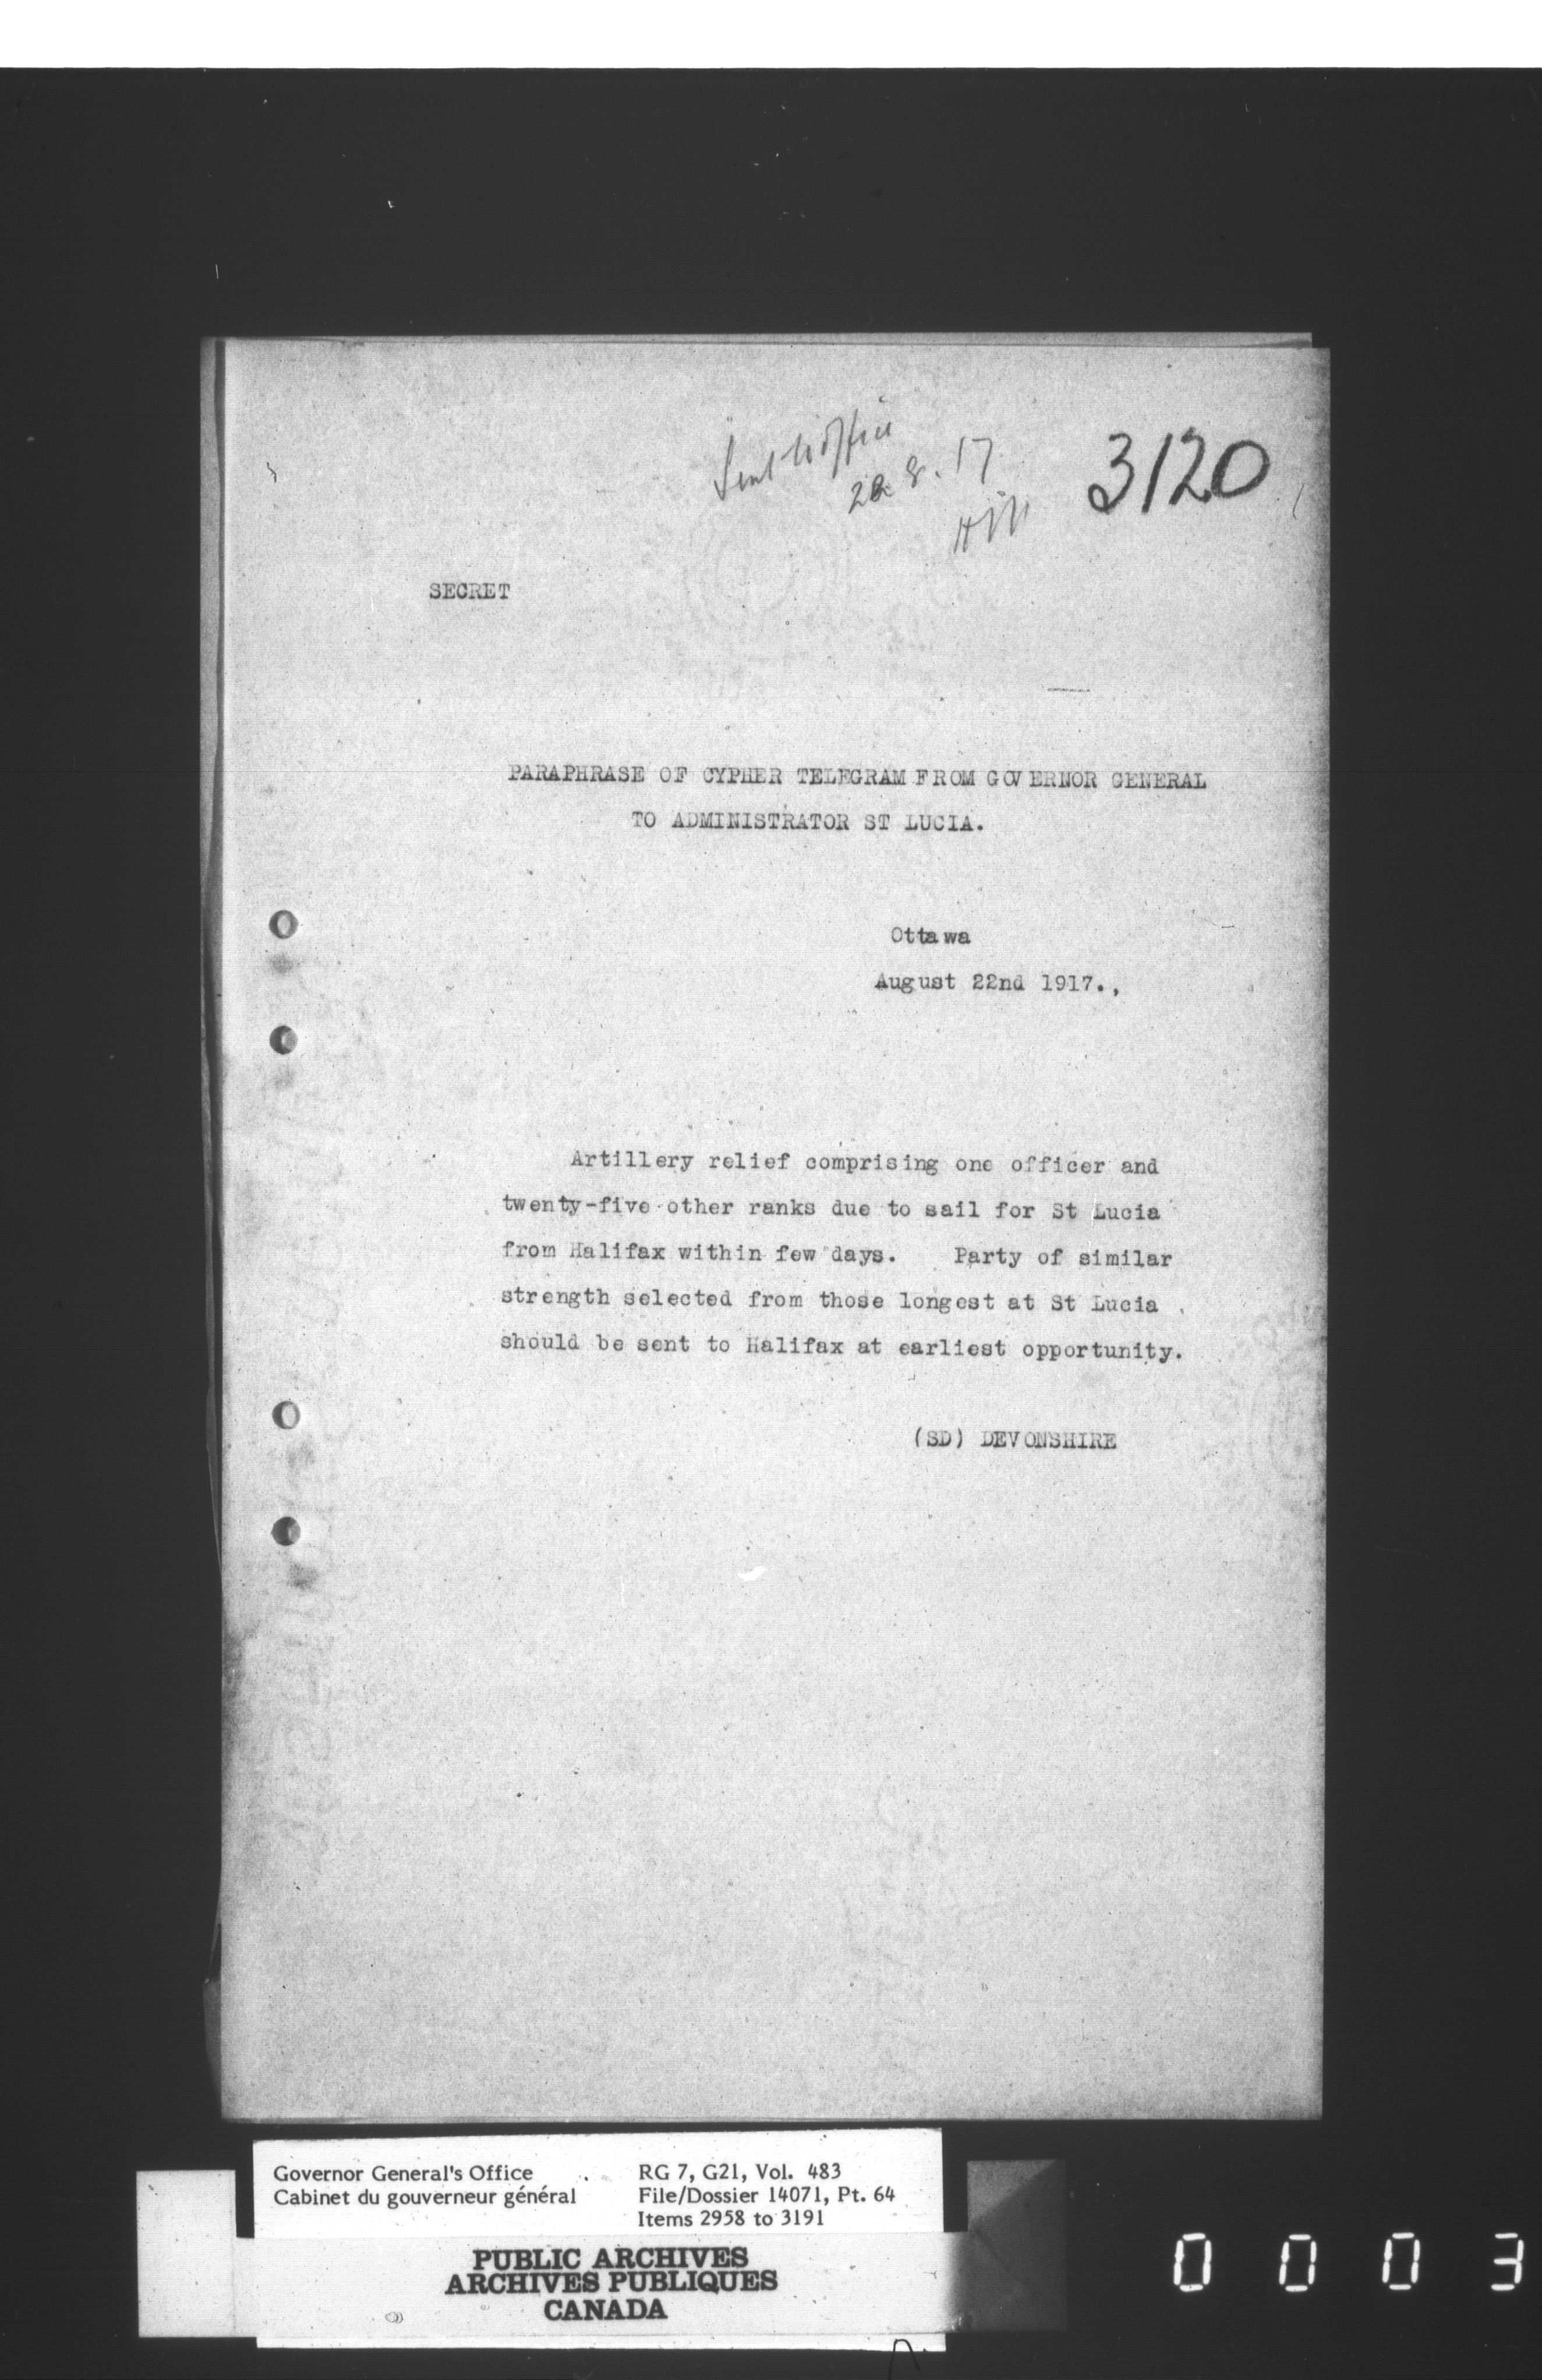 Sent to office
22 8. 17
3120
SECRET
PARAPHRASE OF CYPHER TELEGRAM FROM GOVERNOR GENERAL
TO ADMINISTRATOR ST LUCIA.
Ottawa
August 22nd 1917.,
Artillery relief comprising one officer and
twenty-five other ranks due to sail for St Lucia
from Halifax within few days. Party of similar
strength selected from those longest at St Lucia
should be sent to Halifax at earliest opportunity.
(SD) DEVONSHIRE
Governor General's Office
Cabinet du gouverneur général
RG 7, G21, Vol. 483
File/Dossier 14071, Pt. 64
Items 2958 to 3191
PUBLIC ARCHIVES
ARCHIVES PUBLIQUES
CANADA
0 0 0 3